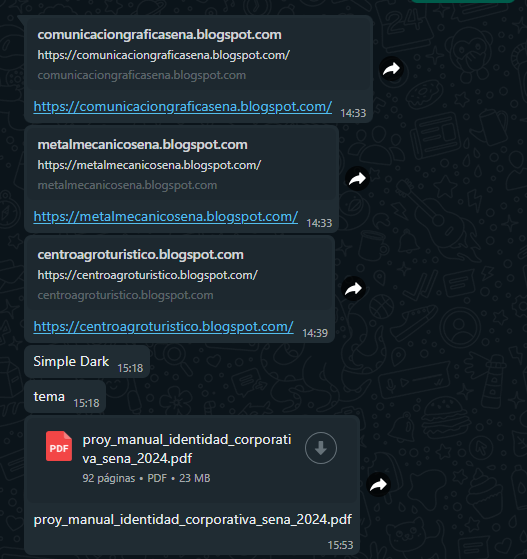 comunicaciongraficasena.blogspot.com
https://comunicaciongraficasena.blogspot.com/
comunicaciongraficasena.blogspot.com
https://comunicaciongraficasena.blogspot.com/ 14:33
metalmecanicosena.blogspot.com
https://metalmecanicosena.blogspot.com/
metalmecanicosena.blogspot.com
https://metalmecanicosena.blogspot.com/ 14:33
centroagroturistico.blogspot.com
https://centroagroturistico.blogspot.com/
centroagroturistico.blogspot.com
https://centroagroturistico.blogspot.com/ 14:39
Simple Dark 15:18
tema 15:18
PDF
proy_manual_identidad_corporati
va_sena_2024.pdf
92 páginas • PDF • 23 MB
proy_manual_identidad_corporativa_sena_2024.pdf
15:53